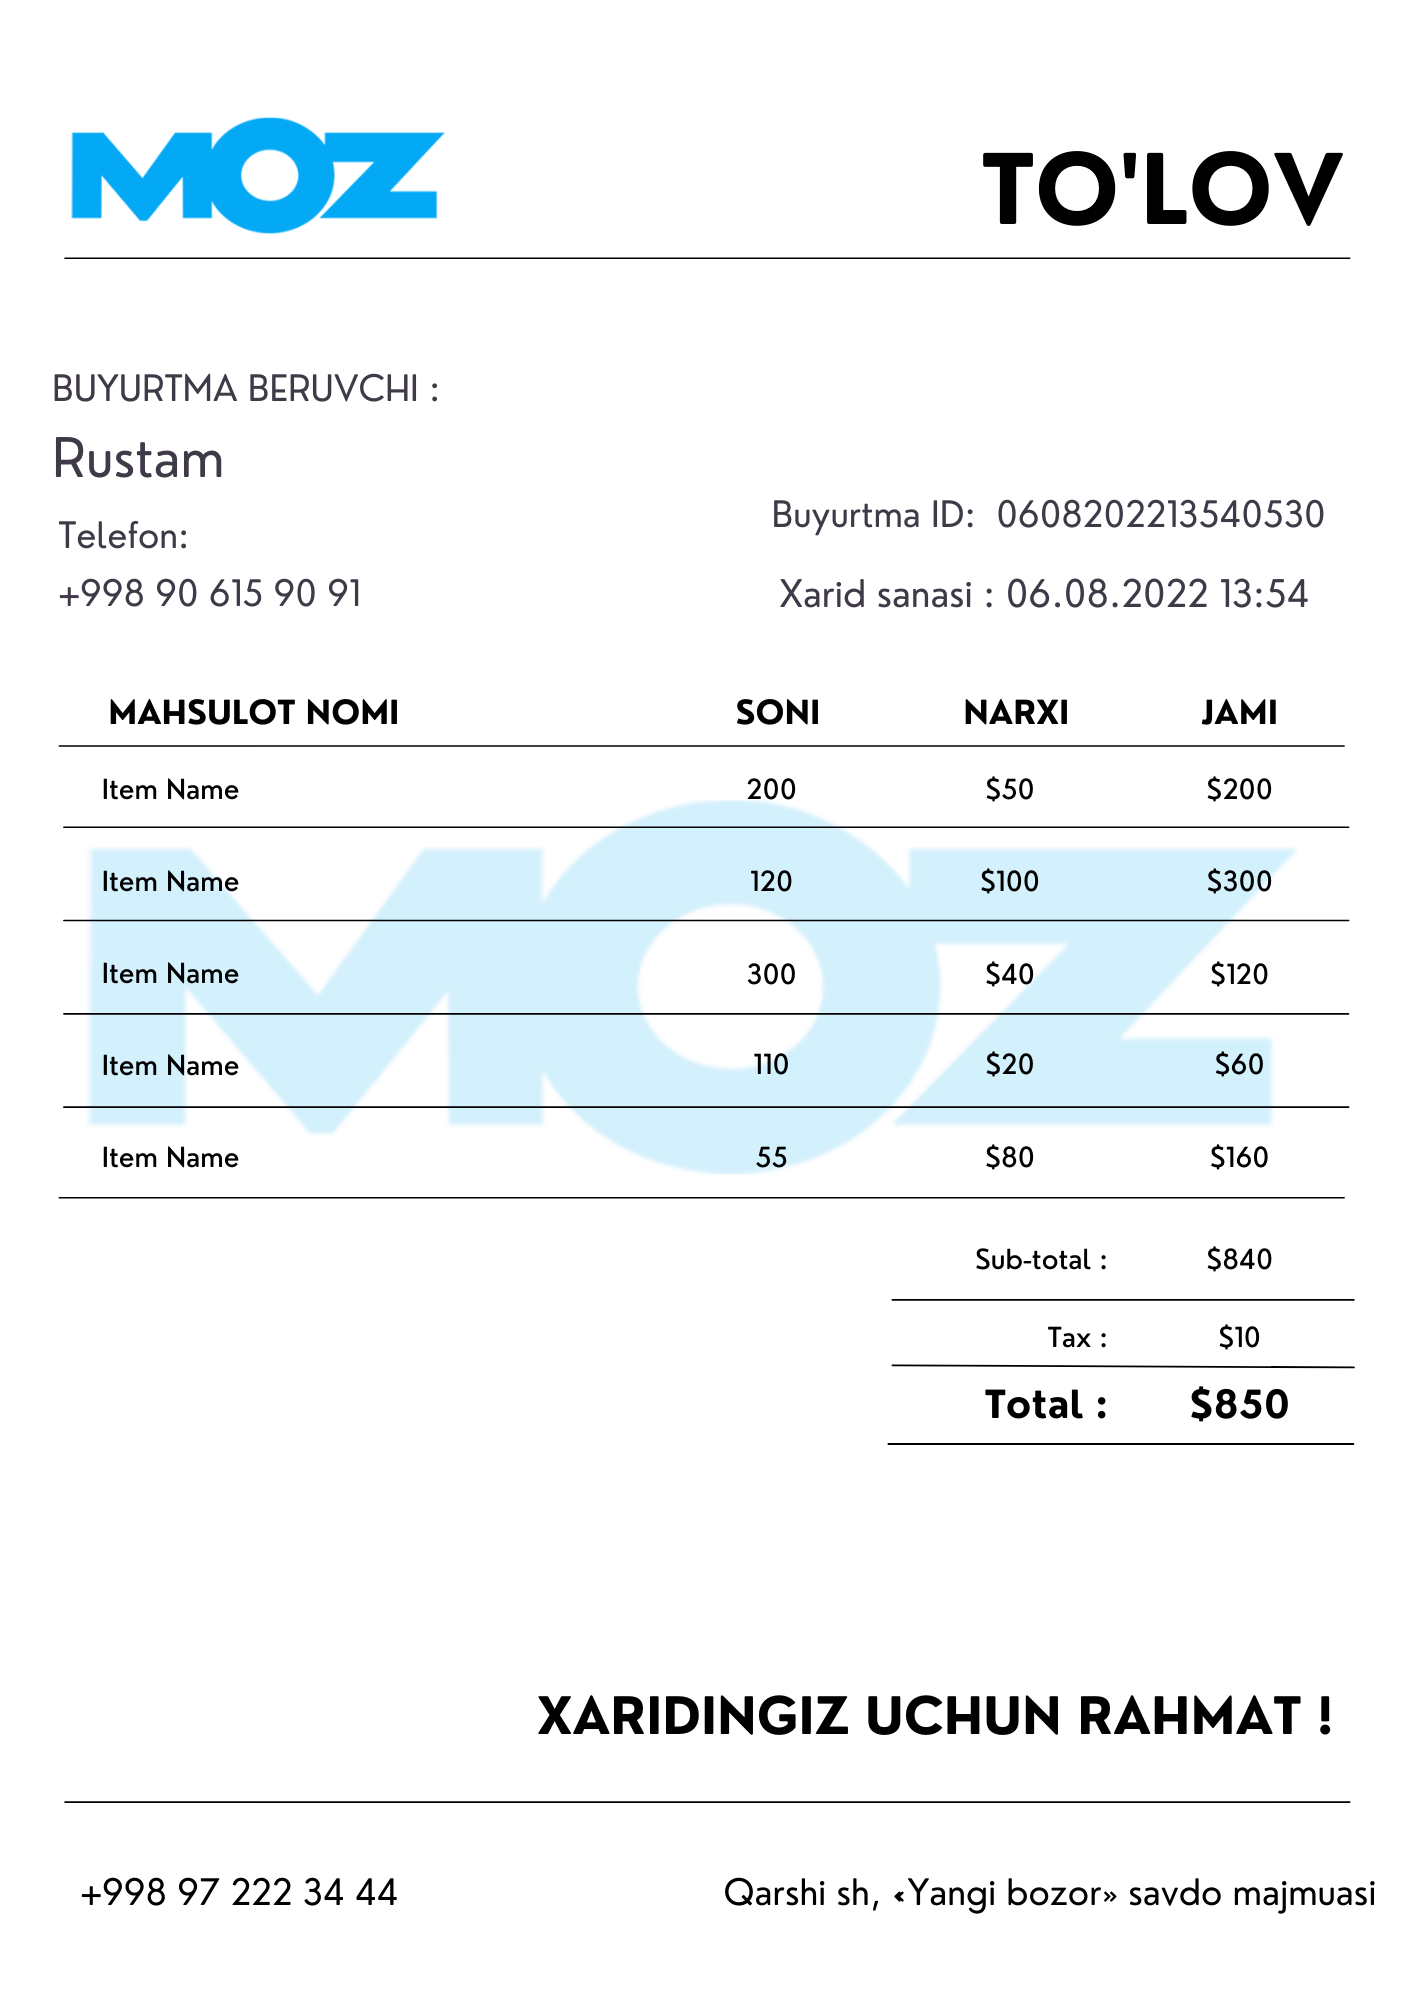 MOZ
TO'LOV
BUYURTMA BERUVCHI :
Rustam
Telefon:
+998 90 615 90 91
Buyurtma ID: 0608202213540530
Xarid sanasi : 06.08.2022 13:54
MAHSULOT NOMI SONI NARXI JAMI
Item Name 200 $50 $200
Item Name 120 $100 $300
Item Name 300 $40 $120
Item Name 110 $20 $60
Item Name 55 $80 $160
MOZ
Sub-total : $840
Tax : $10
Total : $850
XARIDINGIZ UCHUN RAHMAT !
+998 97 222 34 44
Qarshi sh, «Yangi bozor» savdo majmuasi